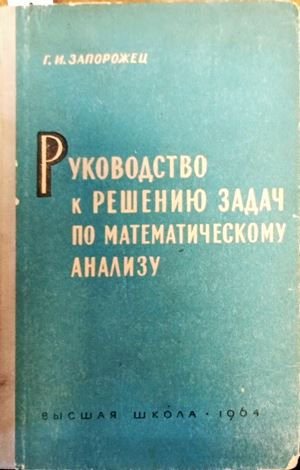 Г. И. ЗАПОРОЖЕЦ
РУКОВОДСТВО
К РЕШЕНИЮ ЗАДАЧ
ПО МАТЕМАТИЧЕСКОМУ
АНАЛИЗУ
ВЫСШАЯ ШКОЛА · 1964